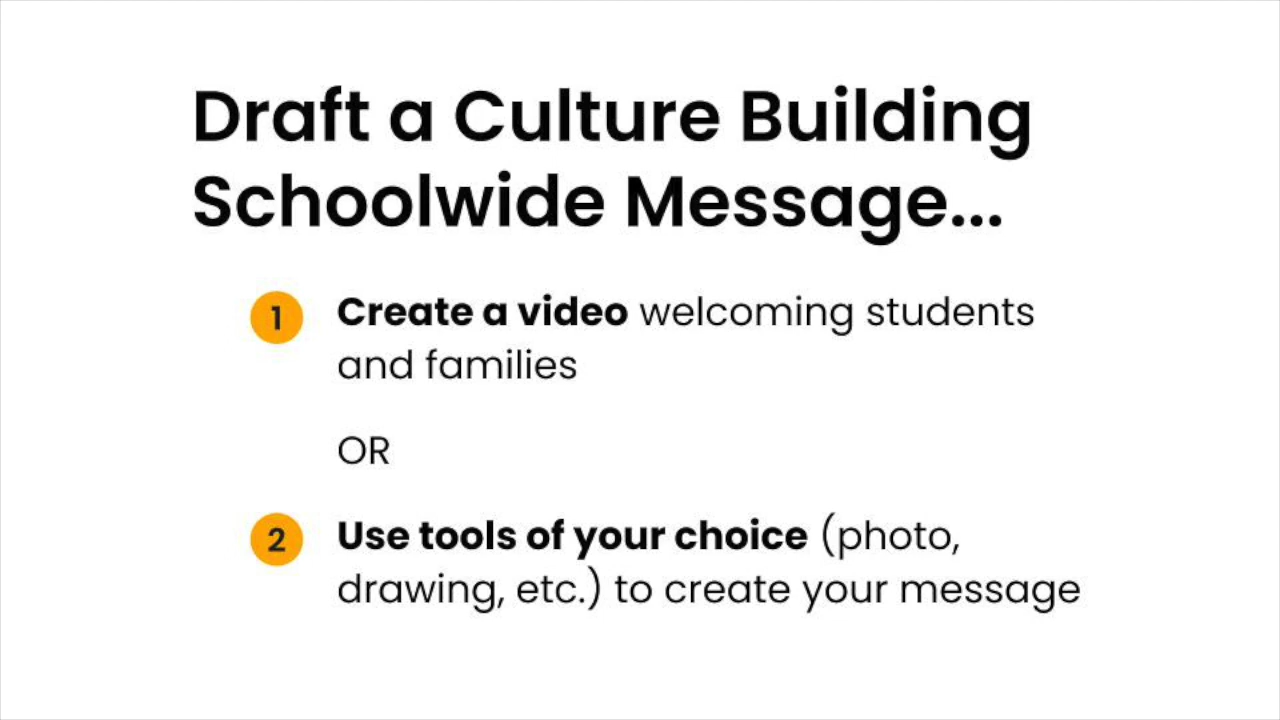 Draft a Culture Building
Schoolwide Message...
1 Create a video welcoming students
and families
OR
2 Use tools of your choice (photo,
drawing, etc.) to create your message